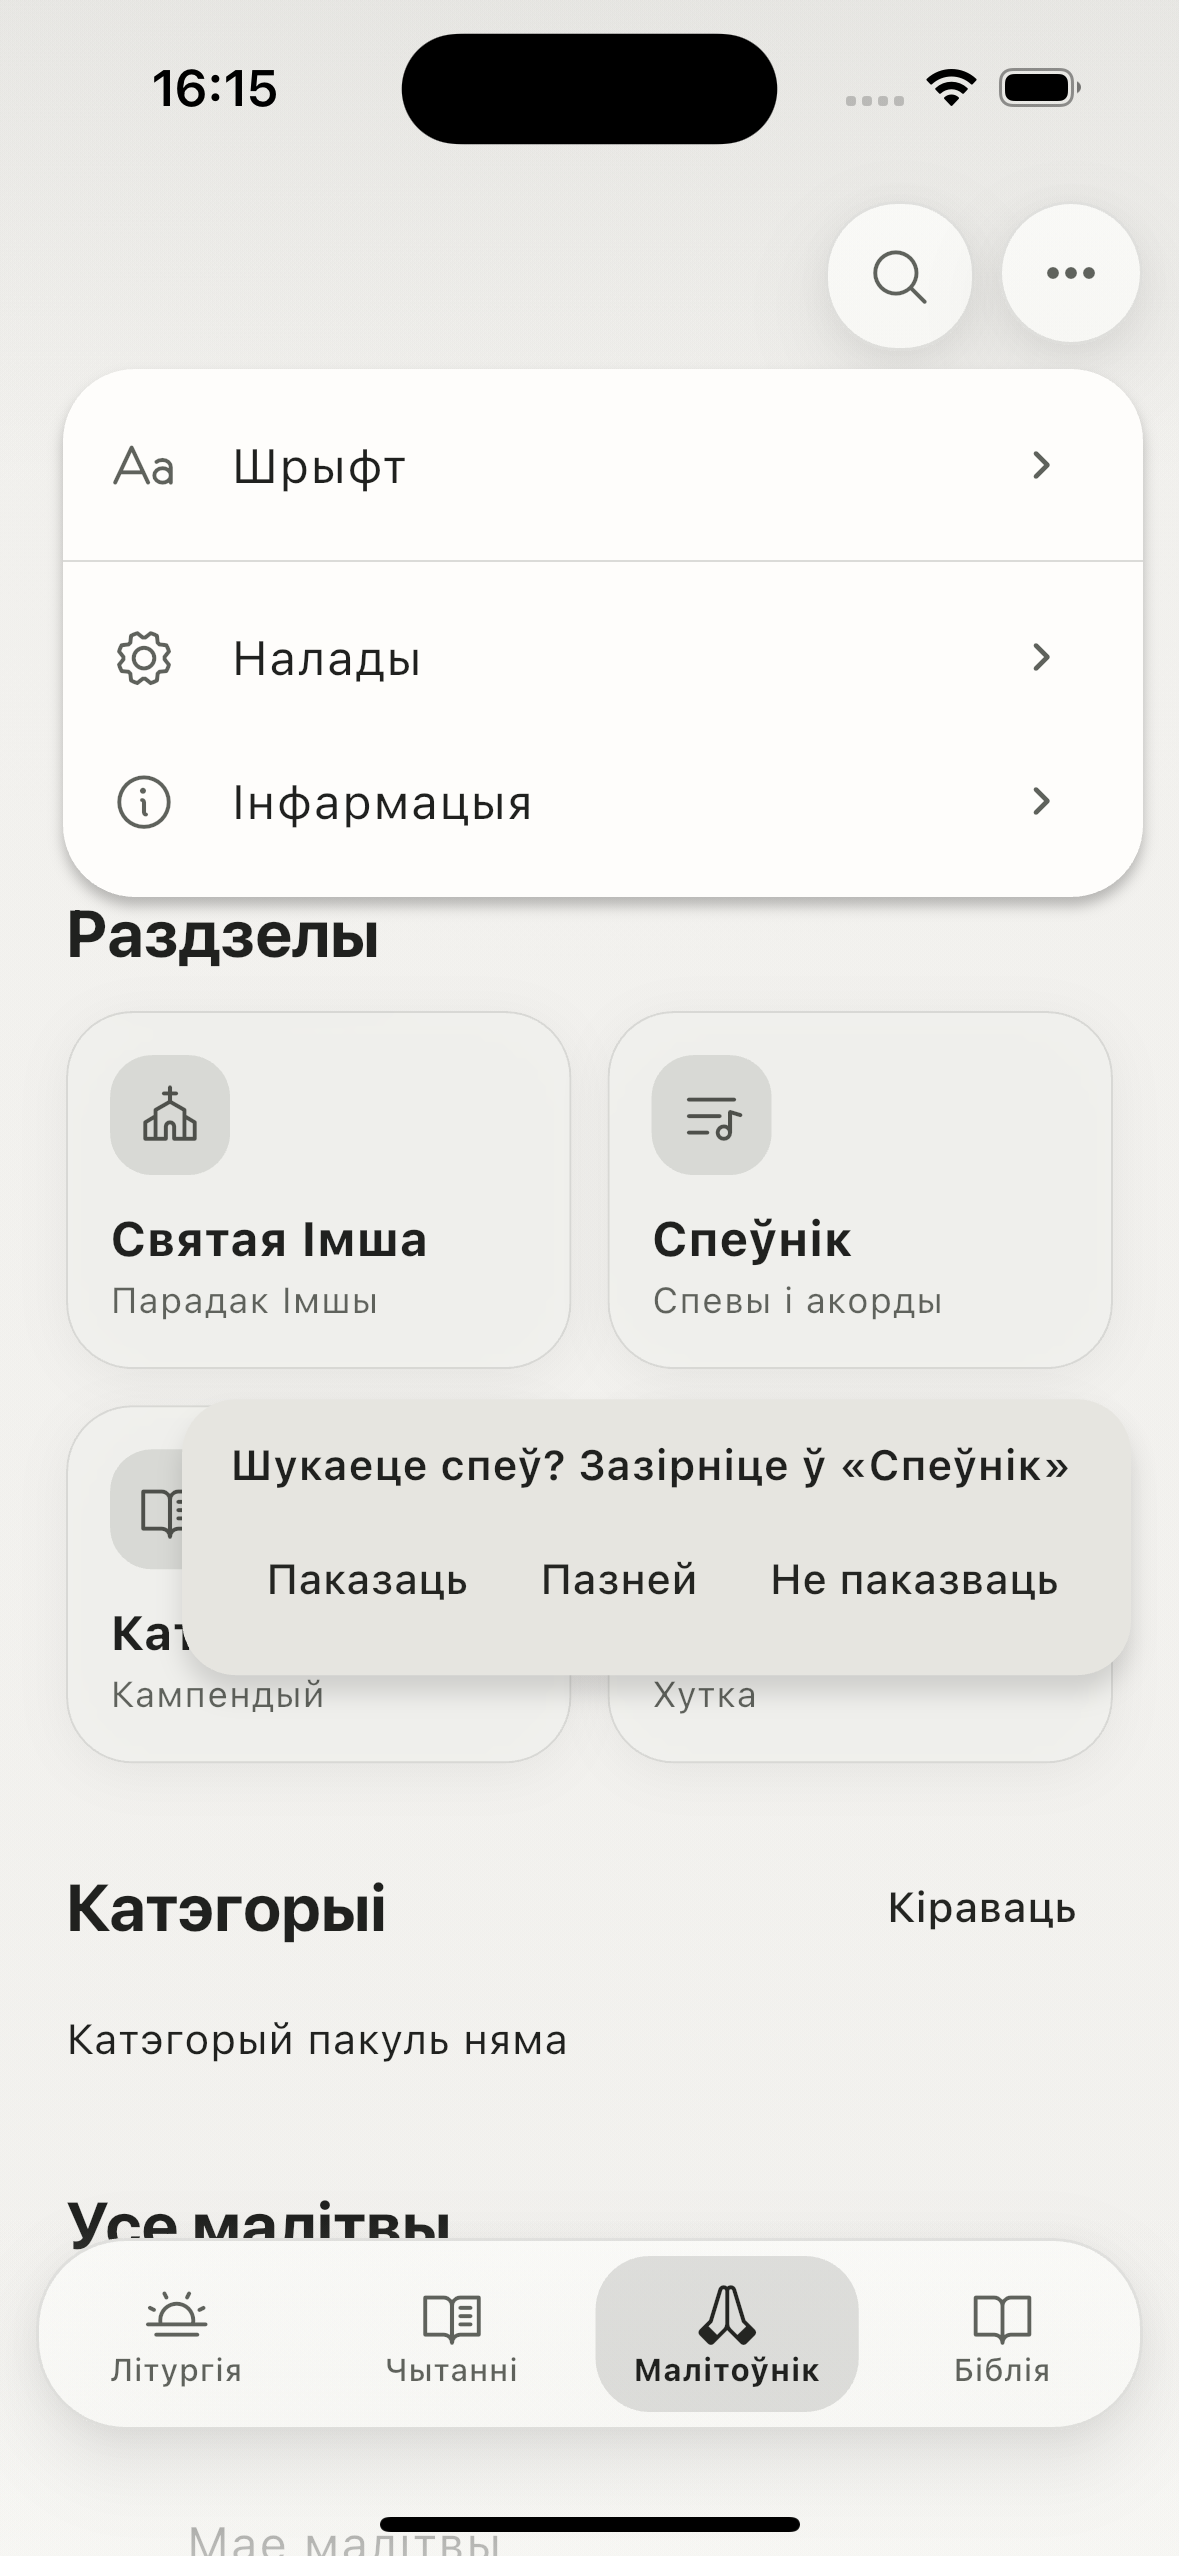 16:15
Aa Шрыфт
Налады
Інфармацыя
Раздзелы
Святая Імша
Парадак Імшы
Спеўнік
Спевы і акорды
Шукаеце спеў? Зазірніце ў «Спеўнік»
Паказаць Пазней Не паказваць
Кампендый
Хутка
Катэгорыі Кіраваць
Катэгорый пакуль няма
Усе малітвы
Літургія Чытанні Малітоўнік Біблія
Мае малітвы